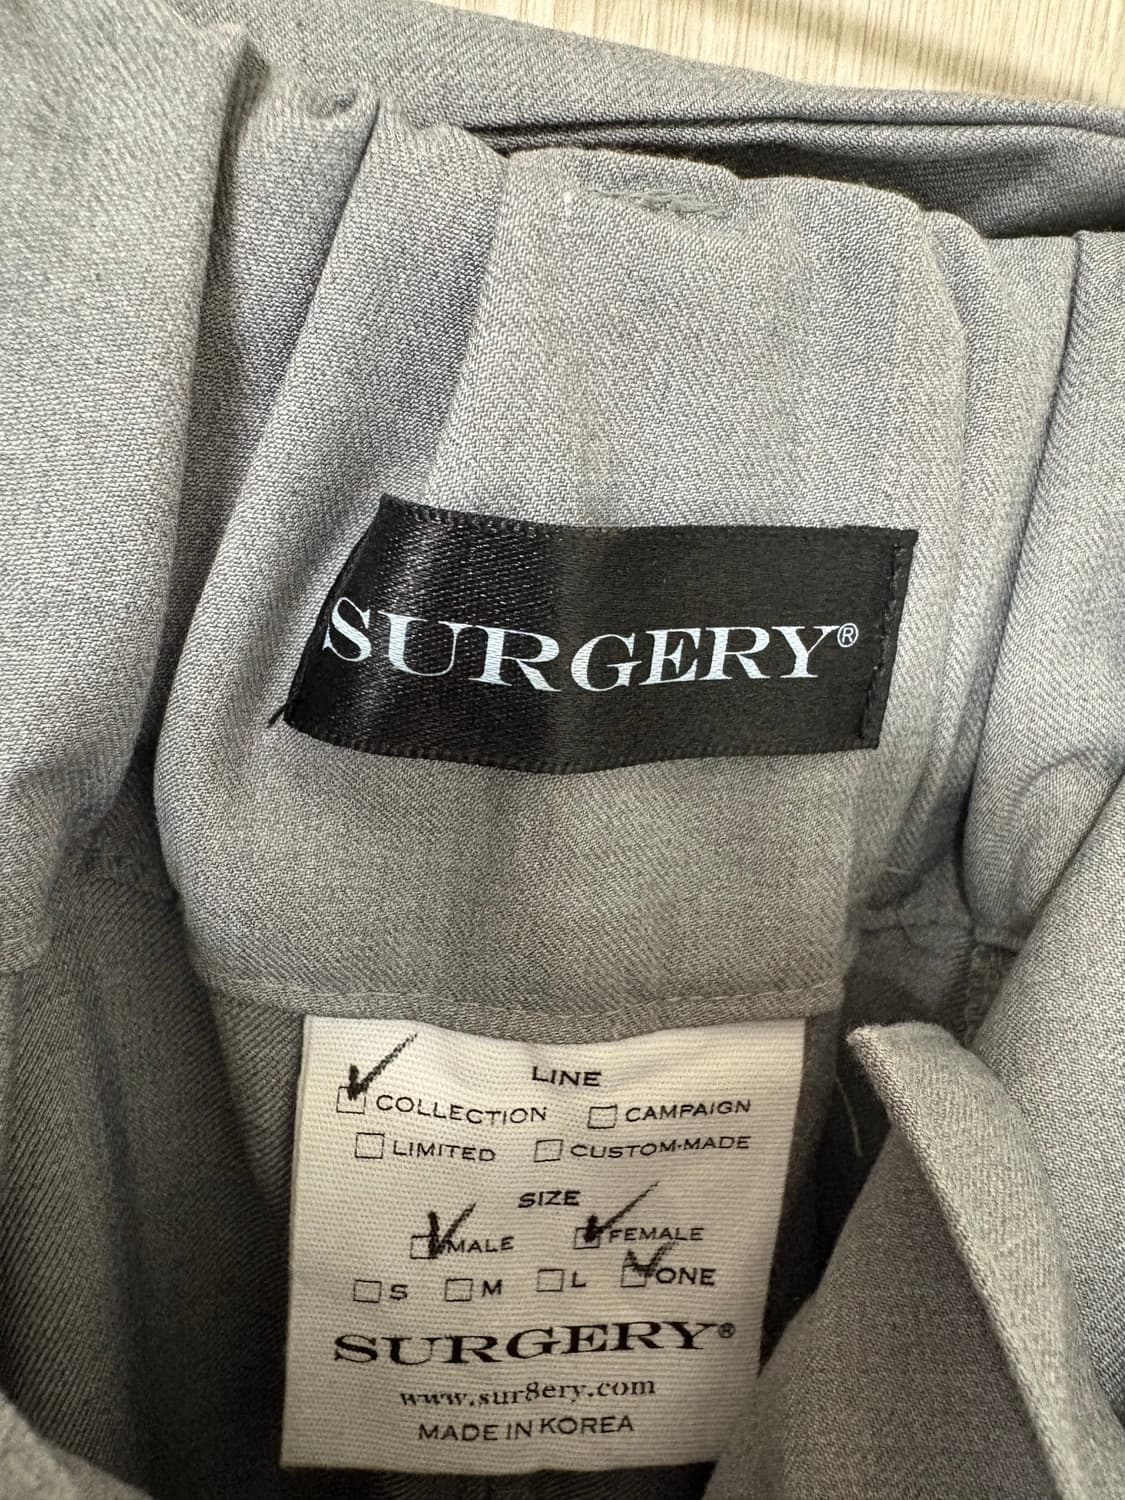 SURGERY®
LINE
COLLECTION CAMPAIGN
LIMITED CUSTOM-MADE
SIZE
MALE FEMALE
S M L ONE
SURGERY®
www.sur8ery.com
MADE IN KOREA